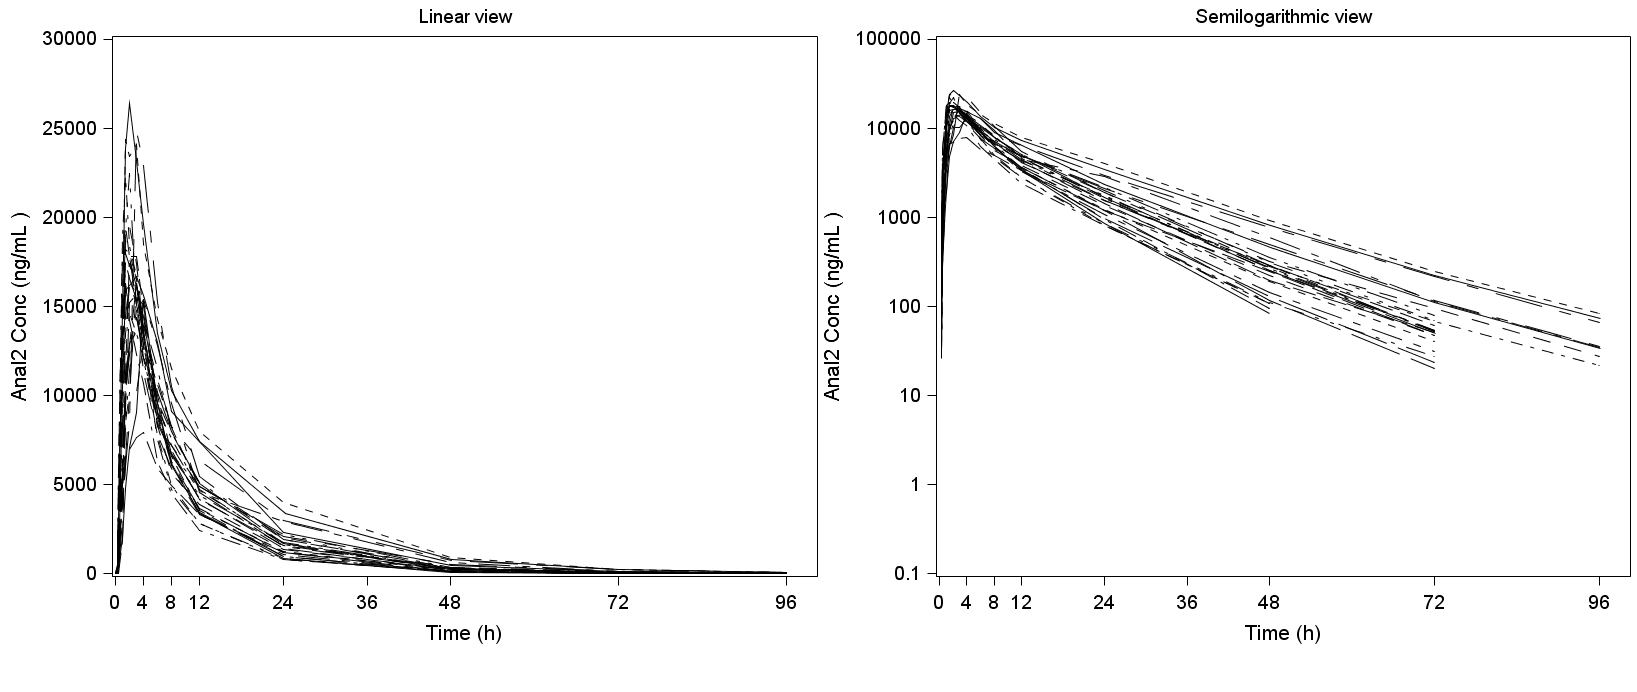 Linear view
30000
25000
20000
15000
10000
5000
0
Anal2 Conc (ng/mL )
0 4 8 12 24 36 48 72 96
Time (h)
Semilogarithmic view
100000
10000
1000
100
10
1
0.1
Anal2 Conc (ng/mL )
0 4 8 12 24 36 48 72 96
Time (h)